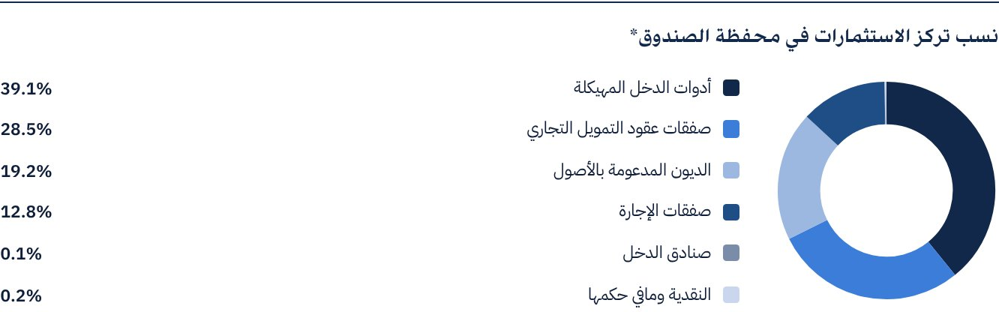 نسب تركز الاستثمارات في محفظة الصندوق*
أدوات الدخل المهيكلة 39.1%
صفقات عقود التمويل التجاري 28.5%
الديون المدعومة بالأصول 19.2%
صفقات الإجارة 12.8%
صنادق الدخل 0.1%
النقدية ومافي حكمها 0.2%